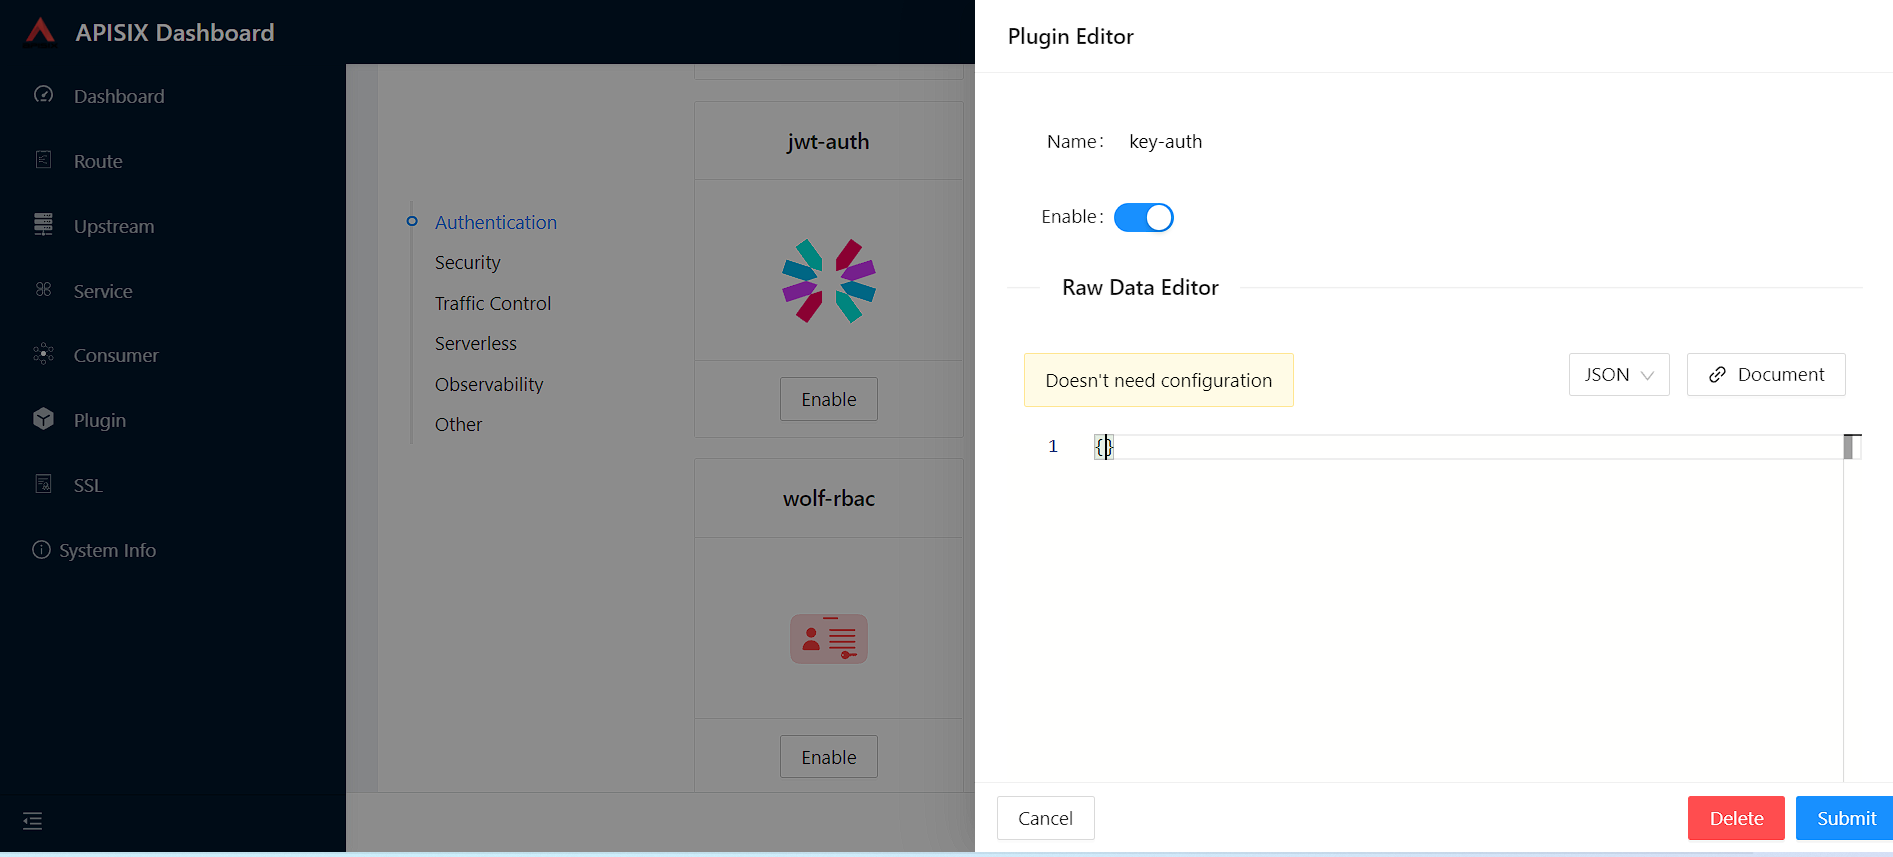 APISIX Dashboard
Dashboard
Route
Upstream
Service
Consumer
Plugin
SSL
System Info
Authentication
Security
Traffic Control
Serverless
Observability
Other
jwt-auth
Enable
wolf-rbac
Enable
Plugin Editor
Name: key-auth
Enable:
Raw Data Editor
Doesn't need configuration
JSON
Document
1 {}
Cancel
Delete
Submit